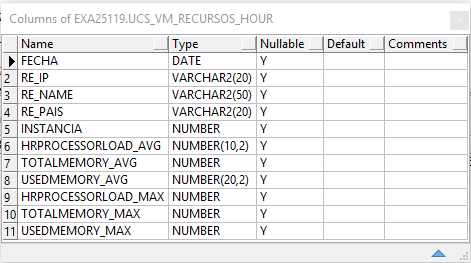 Columns of EXA25119.UCS_VM_RECURSOS_HOUR
Name Type Nullable Default Comments
FECHA DATE Y
2 RE_IP VARCHAR2(20) Y
3 RE_NAME VARCHAR2(50) Y
4 RE_PAIS VARCHAR2(20) Y
5 INSTANCIA NUMBER Y
6 HRPROCESSORLOAD_AVG NUMBER(10,2) Y
7 TOTALMEMORY_AVG NUMBER Y
8 USEDMEMORY_AVG NUMBER(20,2) Y
9 HRPROCESSORLOAD_MAX NUMBER Y
10 TOTALMEMORY_MAX NUMBER Y
11 USEDMEMORY_MAX NUMBER Y